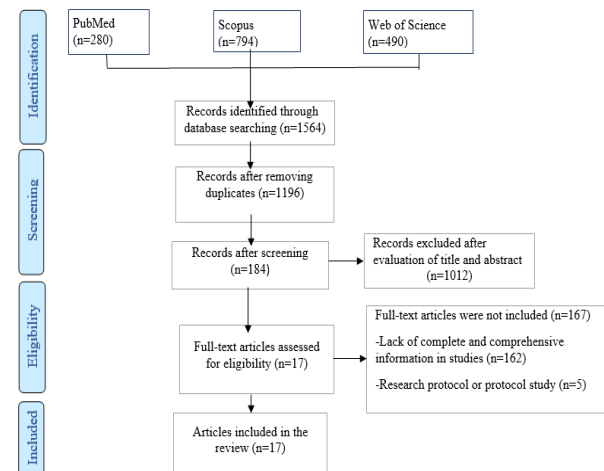 PubMed
(n=280)
Scopus
(n=794)
Web of Science
(n=490)
Identification
Records identified through
database searching (n=1564)
Records after removing
duplicates (n=1196)
Screening
Records after screening
(n=184)
Records excluded after
evaluation of title and abstract
(n=1012)
Eligibility
Full-text articles assessed
for eligibility (n=17)
Full-text articles were not included (n=167)
-Lack of complete and comprehensive
information in studies (n=162)
-Research protocol or protocol study (n=5)
Included
Articles included in the
review (n=17)